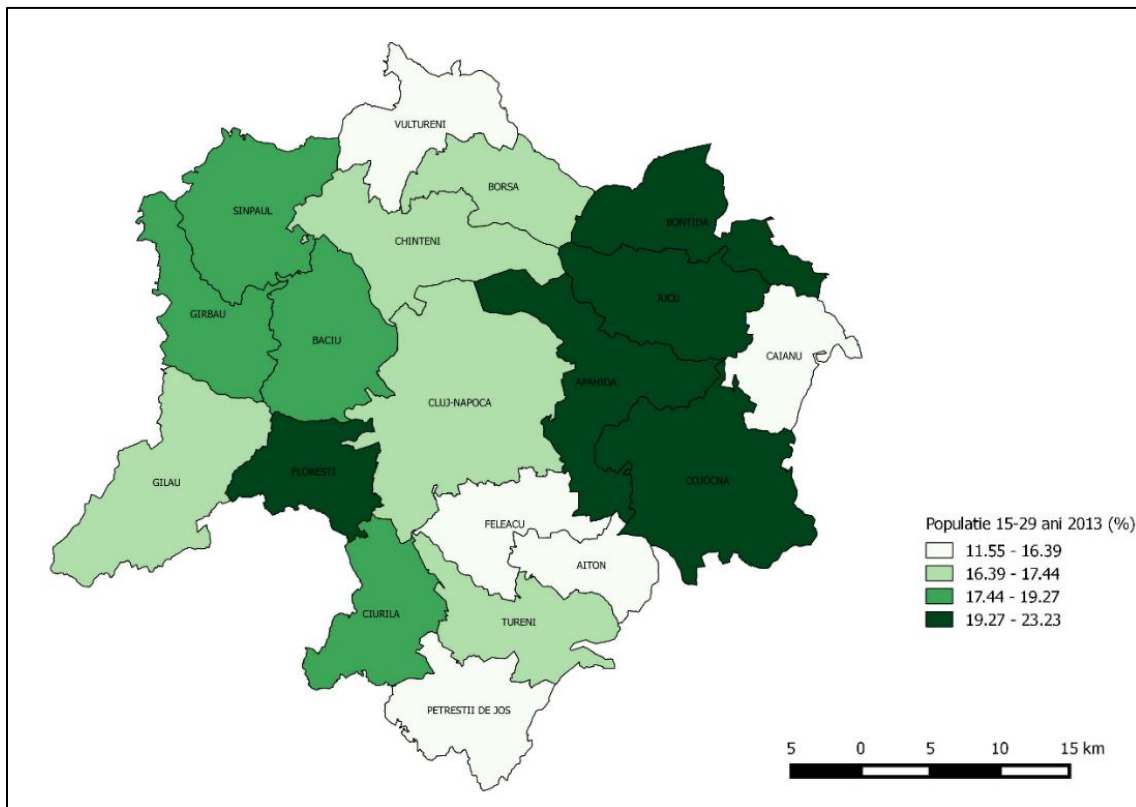 VULTURENI
BORSA
SINPAUL
BONTIDA
CHINTENI
JUCU
GIRBAU
BACIU
CAIANU
APAHIDA
CLUJ-NAPOCA
FLORESTI
GILAU
COJOCNA
FELEACU
AITON
CIURILA
TURENI
PETRESTII DE JOS
Populatie 15-29 ani 2013 (%)
11.55 - 16.39
16.39 - 17.44
17.44 - 19.27
19.27 - 23.23
5 0 5 10 15 km